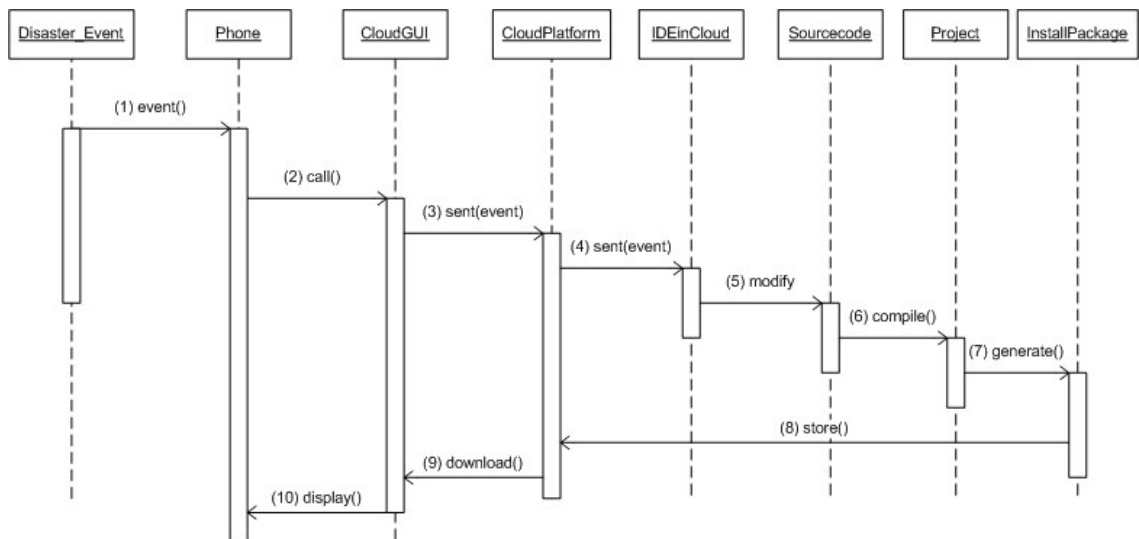 Disaster_Event
Phone
CloudGUI
CloudPlatform
IDEinCloud
Sourcecode
Project
InstallPackage
(1) event()
(2) call()
(3) sent(event)
(4) sent(event)
(5) modify
(6) compile()
(7) generate()
(8) store()
(9) download()
(10) display()